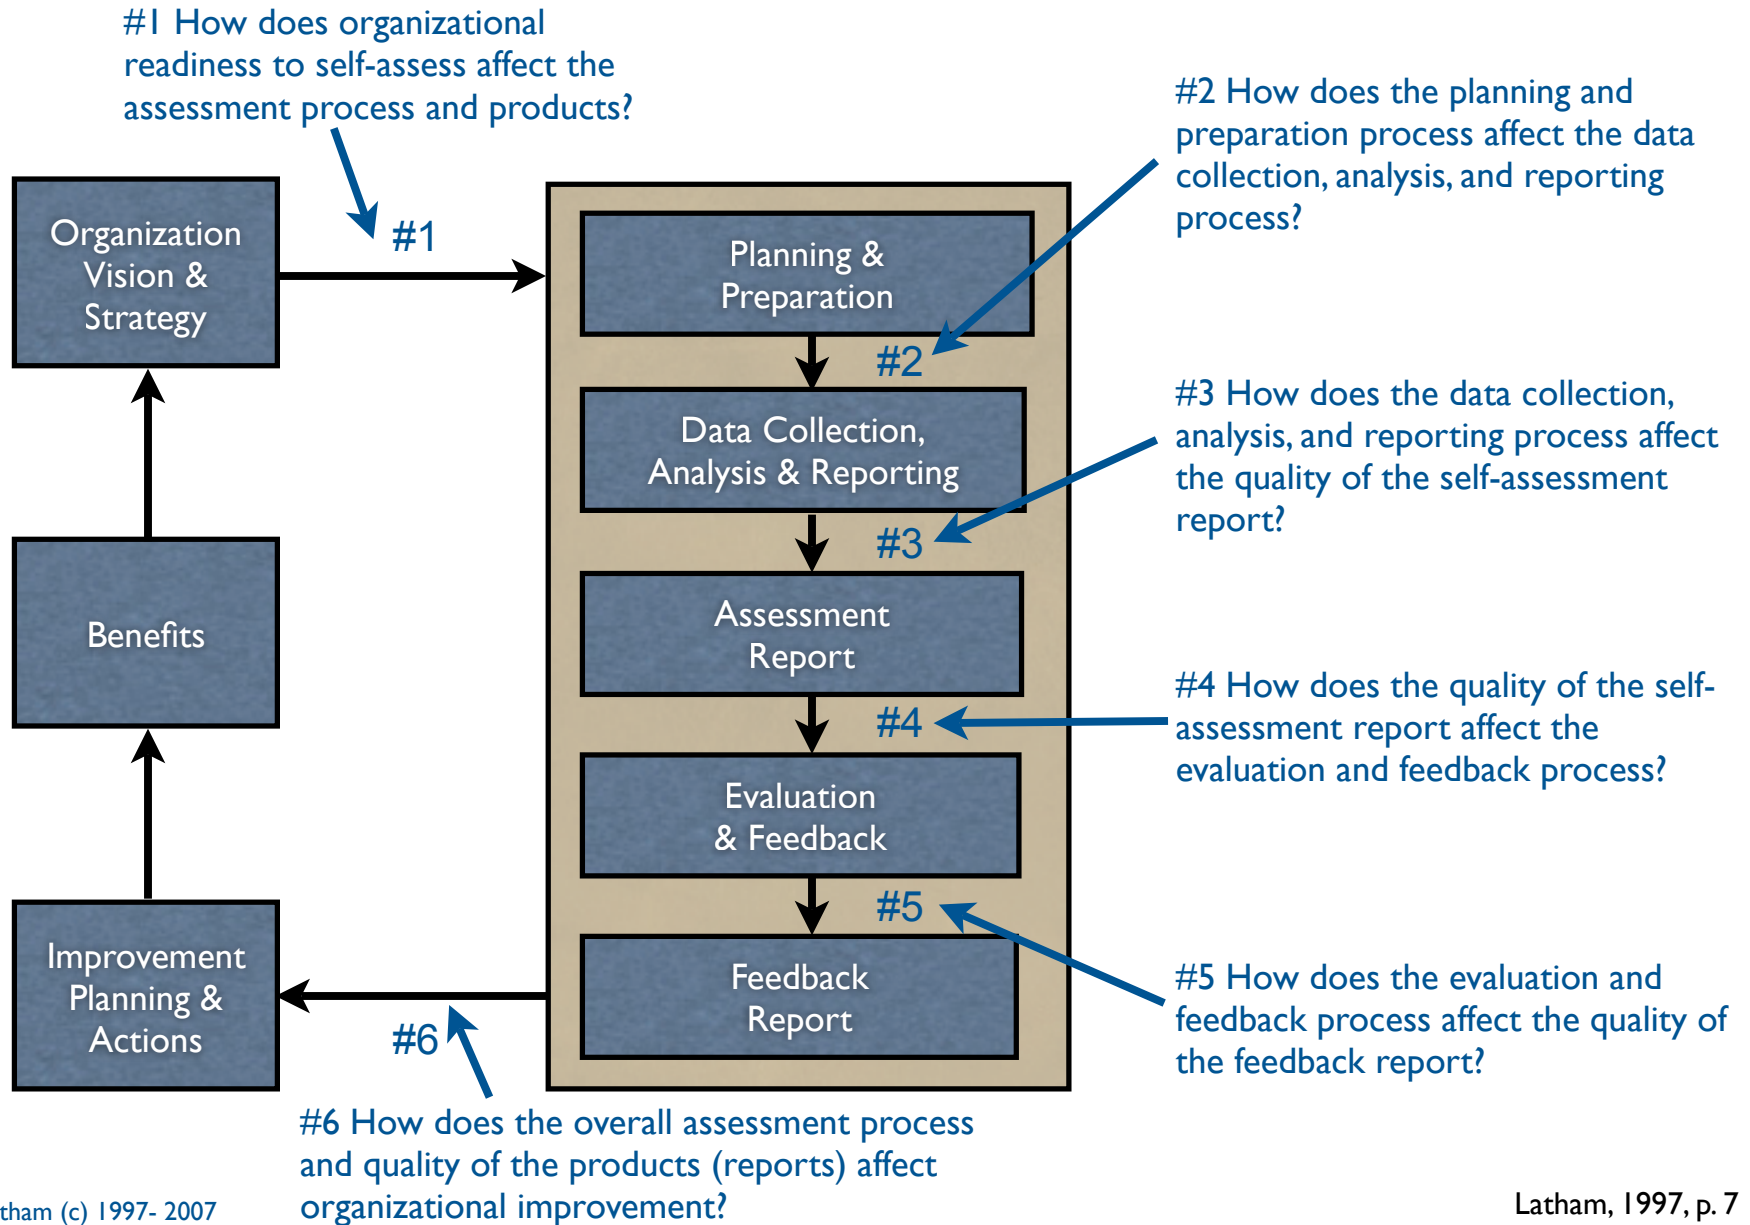 #1 How does organizational
readiness to self-assess affect the
assessment process and products?
#2 How does the planning and
preparation process affect the data
collection, analysis, and reporting
process?
Organization
Vision &
Strategy
#1
Planning &
Preparation
#2
#3 How does the data collection,
analysis, and reporting process affect
the quality of the self-assessment
report?
Data Collection,
Analysis & Reporting
#3
Benefits
Assessment
Report
#4 How does the quality of the self-
assessment report affect the
evaluation and feedback process?
#4
Evaluation
& Feedback
#5
Improvement
Planning &
Actions
Feedback
Report
#5 How does the evaluation and
feedback process affect the quality of
the feedback report?
#6
#6 How does the overall assessment process
and quality of the products (reports) affect
organizational improvement?
tham (c) 1997- 2007
Latham, 1997, p. 7